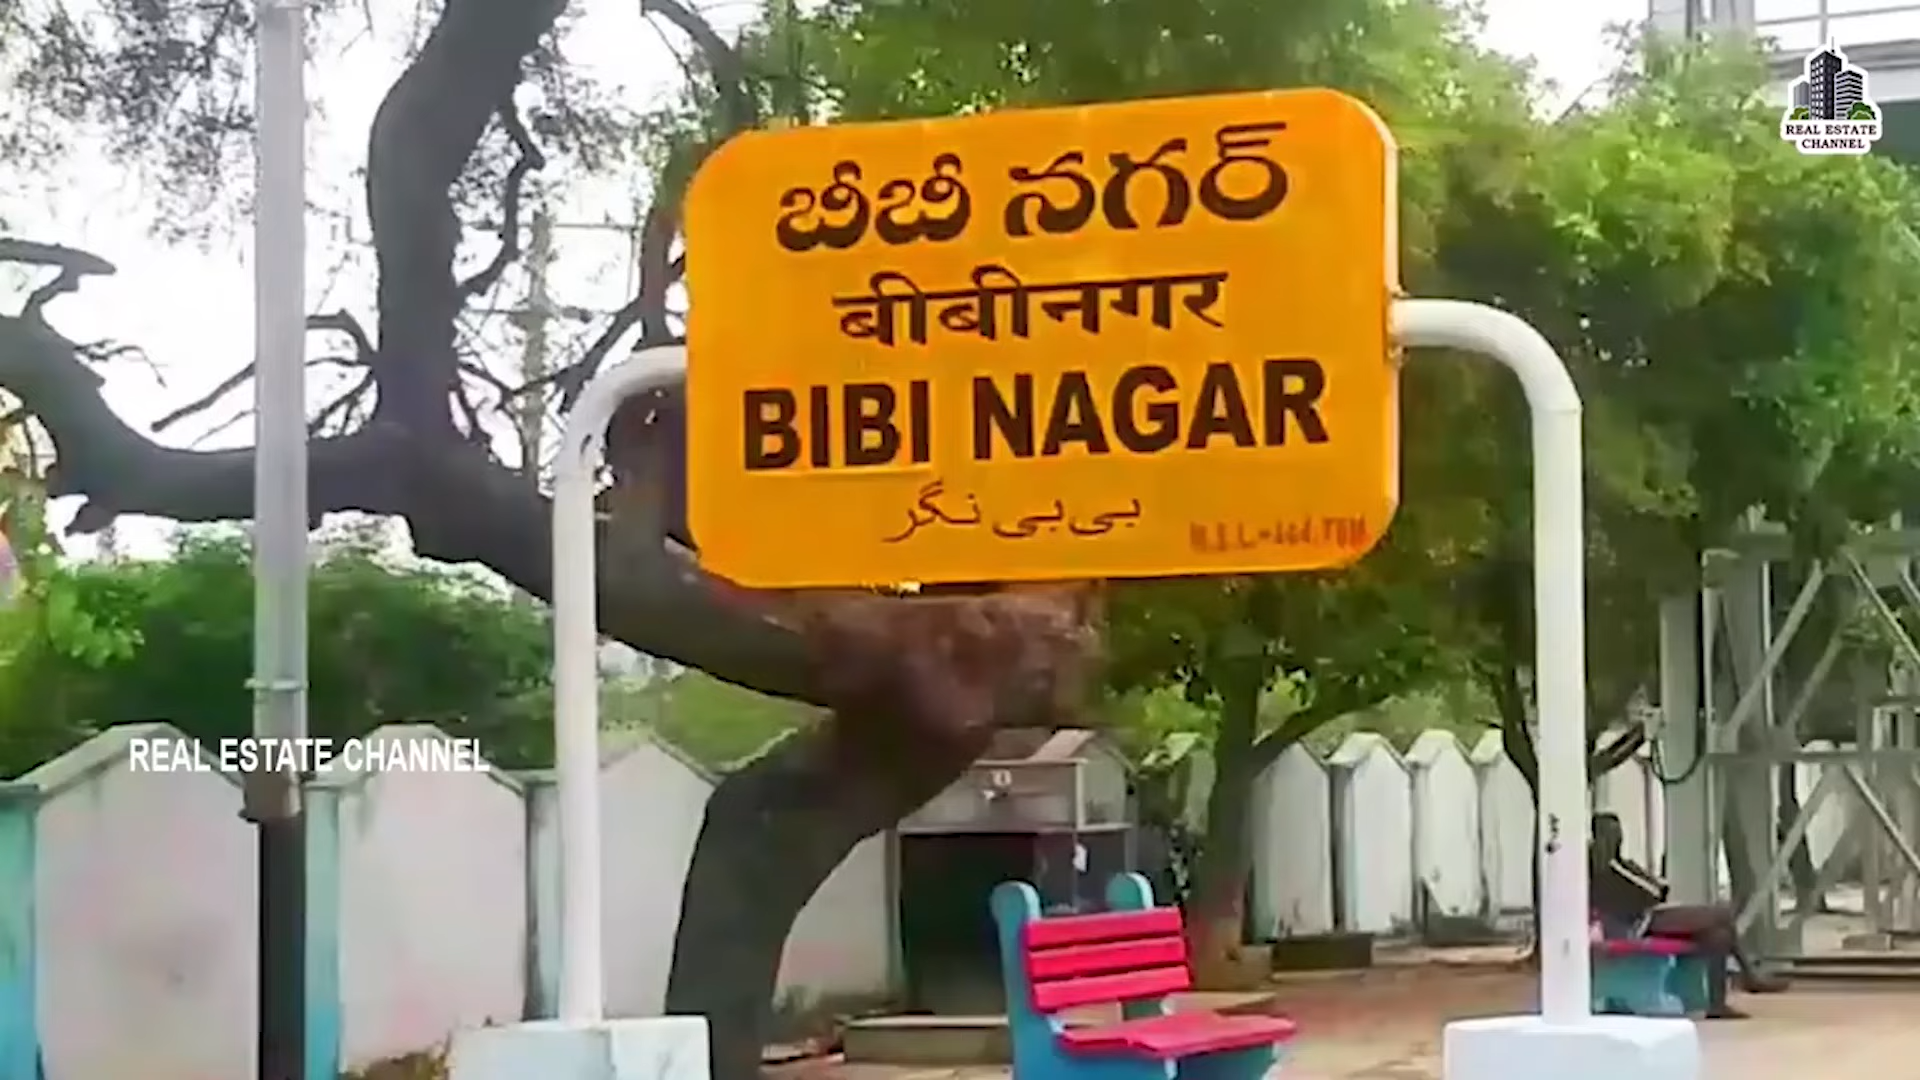 బీబీ నగర్
बीबीनगर
BIBI NAGAR
بی بی نگر
REAL ESTATE CHANNEL
REAL ESTATE
CHANNEL